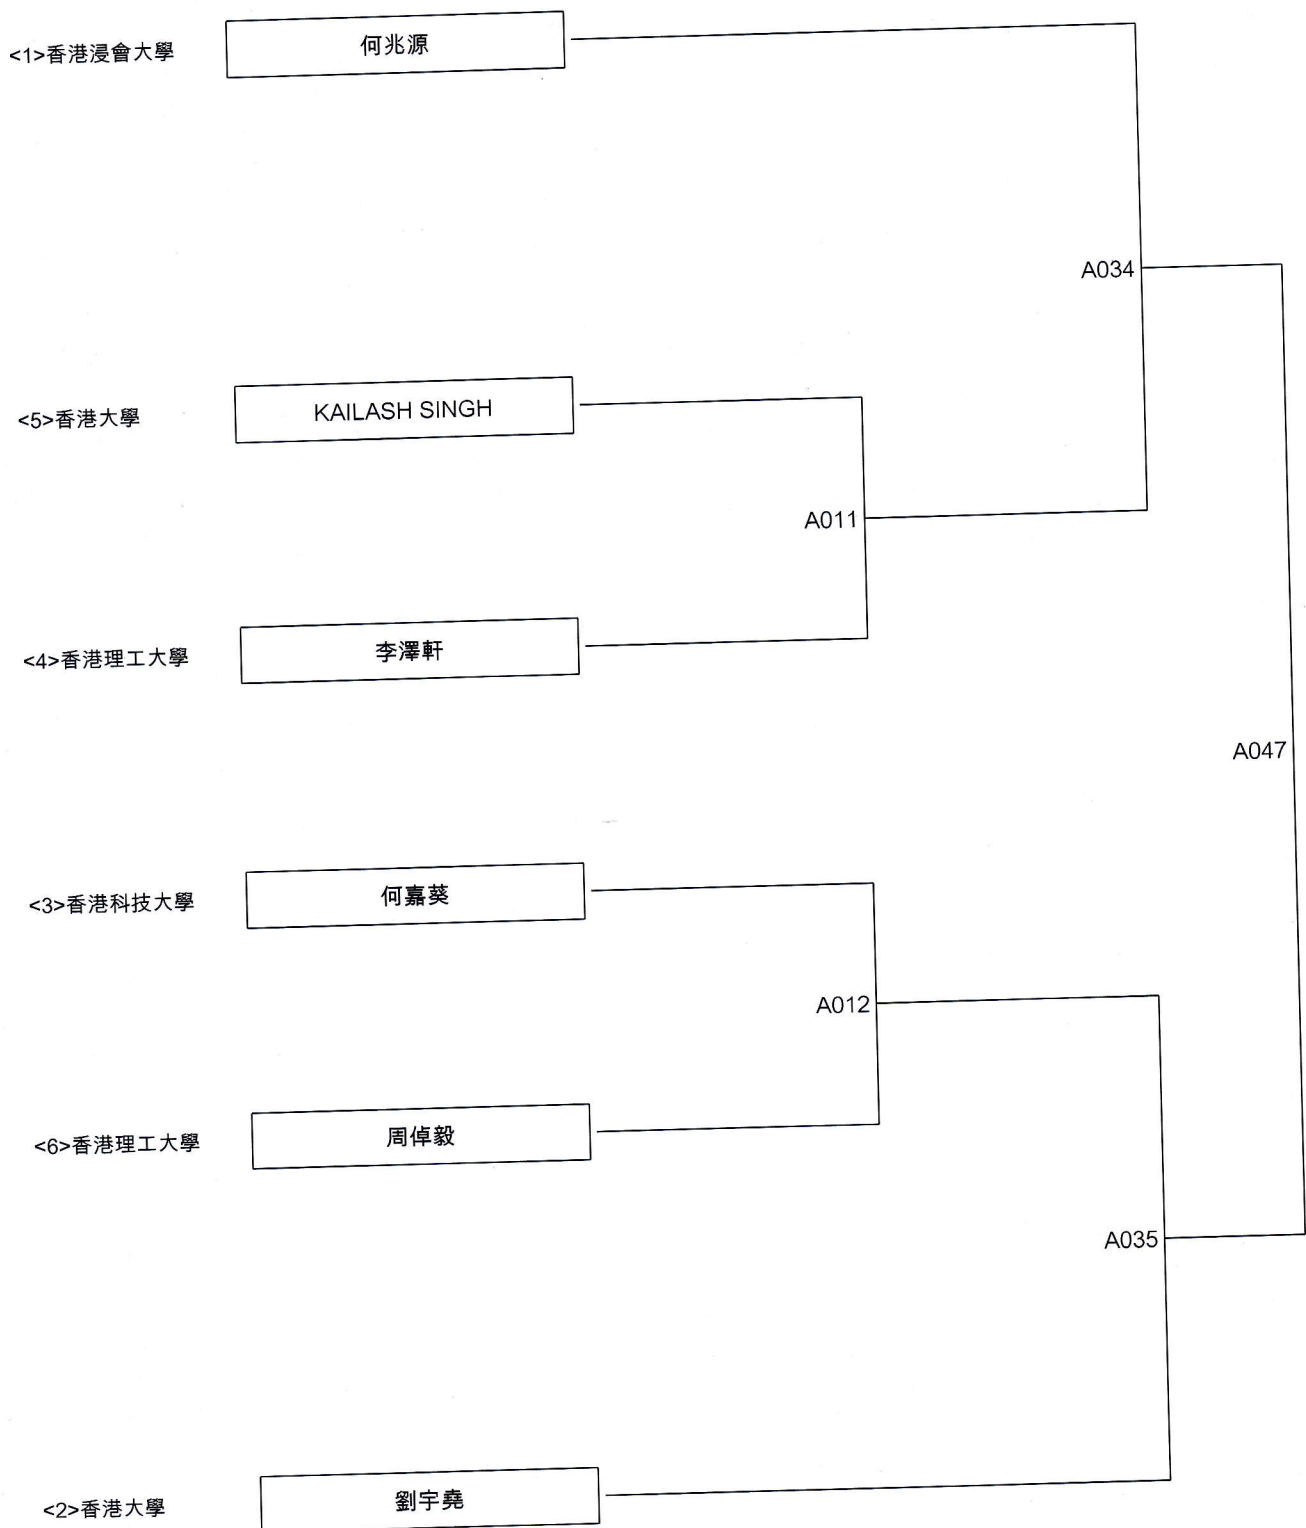 <1>香港浸會大學 何兆源
A034
<5>香港大學 KAILASH SINGH
A011
<4>香港理工大學 李澤軒
A047
<3>香港科技大學 何嘉葵
A012
<6>香港理工大學 周倬毅
A035
<2>香港大學 劉宇堯